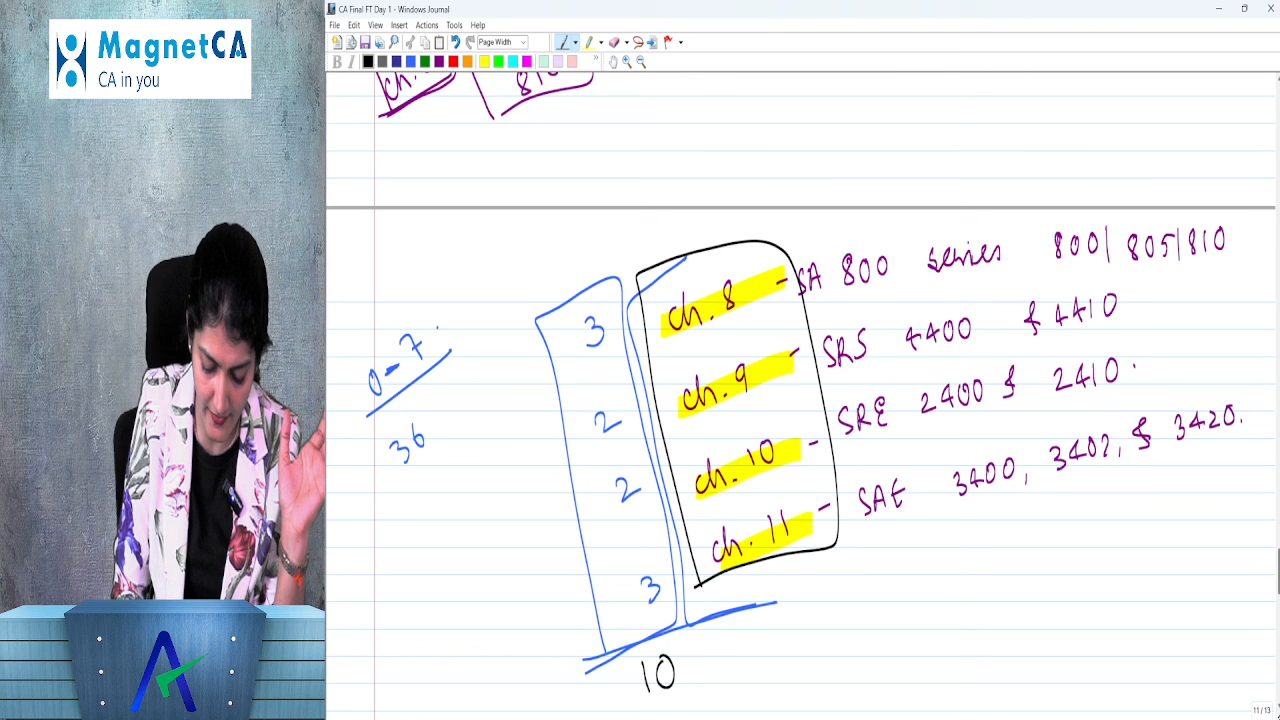 MagnetCA
CA in you
CA Final FT Day 1 - Windows Journal
File Edit View Insert Actions Tools Help
Page Width
B I
810
ch. 8 - SA 800 series 800/ 805/810
ch. 9 - SRS 4400 & 4410
ch. 10 - SRE 2400 & 2410.
ch. 11 - SAE 3400, 3402, & 3420.
3
2
2
3
10
0-7
36
11/13